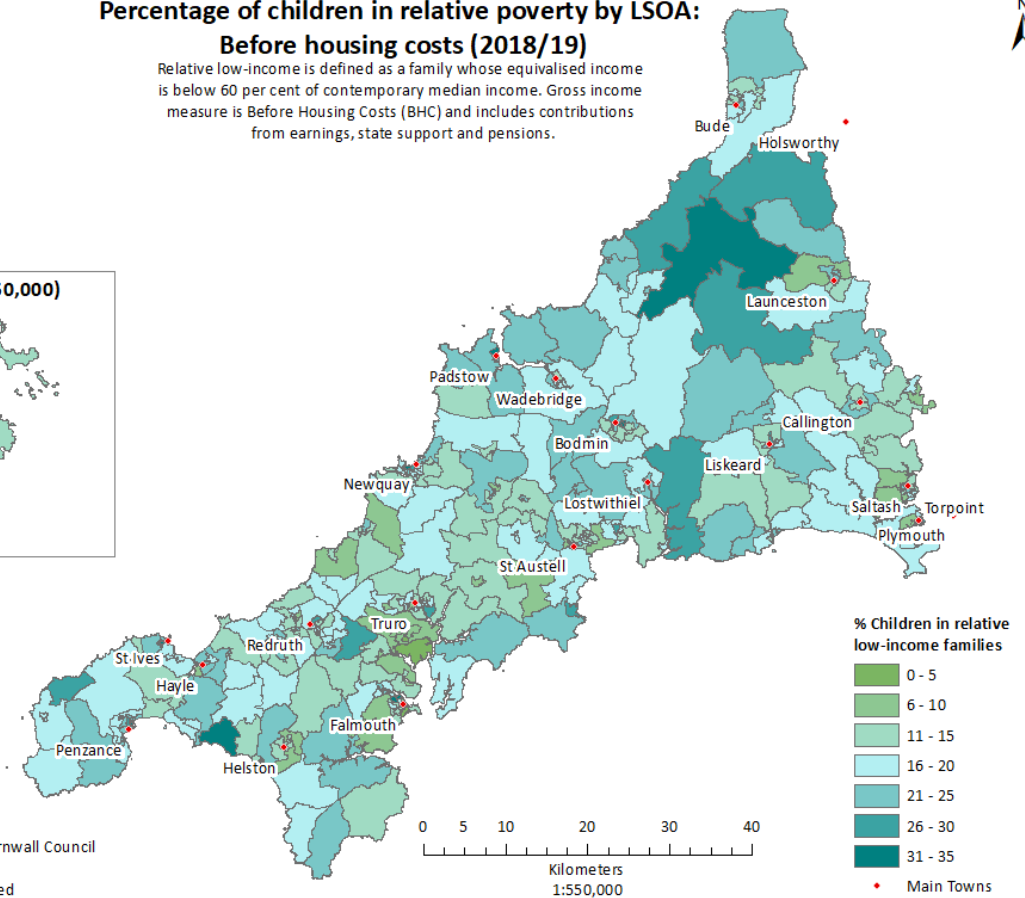 Percentage of children in relative poverty by LSOA:
Before housing costs (2018/19)
Relative low-income is defined as a family whose equivalised income
is below 60 per cent of contemporary median income. Gross income
measure is Before Housing Costs (BHC) and includes contributions
from earnings, state support and pensions.
N
Bude
Holsworthy
50,000)
Launceston
Padstow
Wadebridge
Callington
Bodmin
Liskeard
Newquay
Lostwithiel
Saltash
Torpoint
Plymouth
St Austell
Truro
Redruth
St Ives
Hayle
Falmouth
Penzance
Helston
% Children in relative
low-income families
0 - 5
6 - 10
11 - 15
16 - 20
21 - 25
26 - 30
31 - 35
Main Towns
0 5 10 20 30 40
Kilometers
1:550,000
rnwall Council
ed